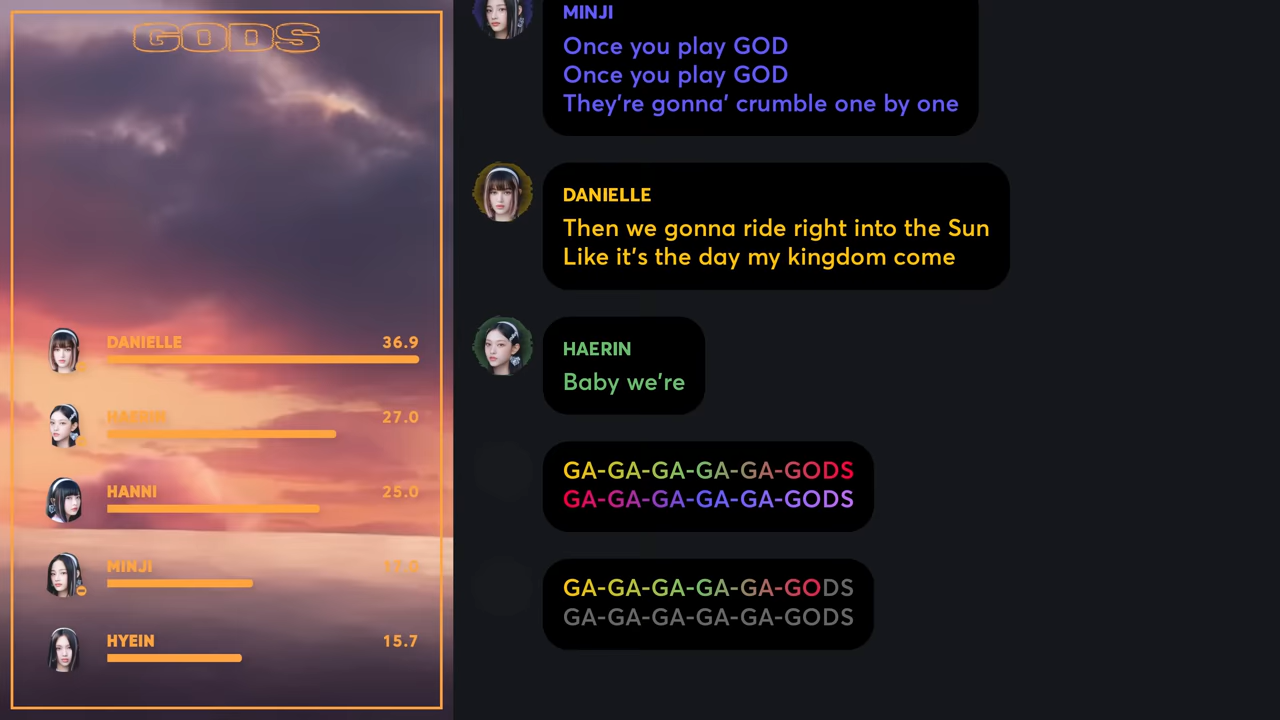 GODS
DANIELLE 36.9
HAERIN 27.0
HANNI 25.0
MINJI 17.0
HYEIN 15.7
MINJI
Once you play GOD
Once you play GOD
They're gonna' crumble one by one
DANIELLE
Then we gonna ride right into the Sun
Like it's the day my kingdom come
HAERIN
Baby we're
GA-GA-GA-GA-GA-GODS
GA-GA-GA-GA-GA-GODS
GA-GA-GA-GA-GA-GODS
GA-GA-GA-GA-GA-GODS